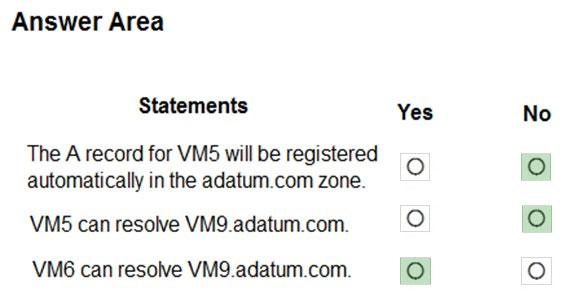 Answer Area
Statements Yes No
The A record for VM5 will be registered
automatically in the adatum.com zone.
VM5 can resolve VM9.adatum.com.
VM6 can resolve VM9.adatum.com.